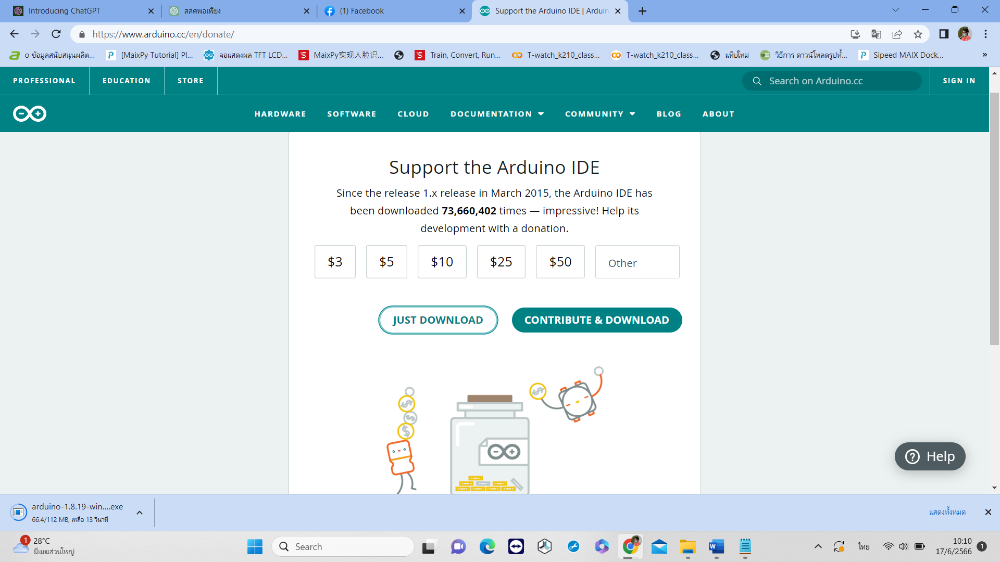 Introducing ChatGPT
สสศพอเพียง
(1) Facebook
Support the Arduino IDE | Arduin
https://www.arduino.cc/en/donate/
o ข้อมูลสนับสนุนผลิต...
[MaixPy Tutorial] Pl...
จอแสดงผล TFT LCD...
MaixPy实现人脸识...
Train, Convert, Run...
T-watch_k210_class...
T-watch_k210_class...
แท็บใหม่
วิธีการ ดาวน์โหลดรูปทั้...
Sipeed MAIX Dock...
»
PROFESSIONAL
EDUCATION
STORE
Search on Arduino.cc
SIGN IN
HARDWARE
SOFTWARE
CLOUD
DOCUMENTATION
COMMUNITY
BLOG
ABOUT
Support the Arduino IDE
Since the release 1.x release in March 2015, the Arduino IDE has
been downloaded 73,660,402 times — impressive! Help its
development with a donation.
$3
$5
$10
$25
$50
Other
JUST DOWNLOAD
CONTRIBUTE & DOWNLOAD
Help
arduino-1.8.19-win....exe
66.4/112 MB, เหลือ 13 วินาที
แสดงทั้งหมด
1
28°C
มีเมฆส่วนใหญ่
Search
ไทย
10:10
17/6/2566
1